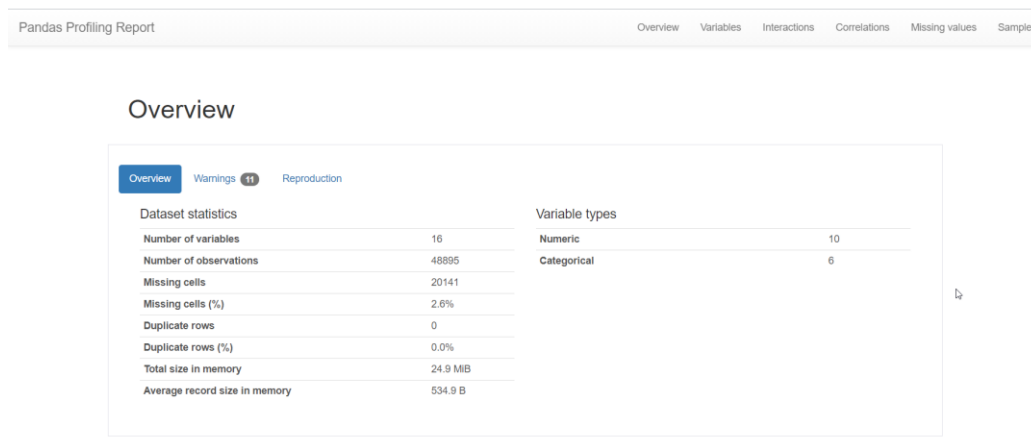 Pandas Profiling Report Overview Variables Interactions Correlations Missing values Sample
Overview
Overview Warnings 11 Reproduction
Dataset statistics
Number of variables 16
Number of observations 48895
Missing cells 20141
Missing cells (%) 2.6%
Duplicate rows 0
Duplicate rows (%) 0.0%
Total size in memory 24.9 MiB
Average record size in memory 534.9 B
Variable types
Numeric 10
Categorical 6